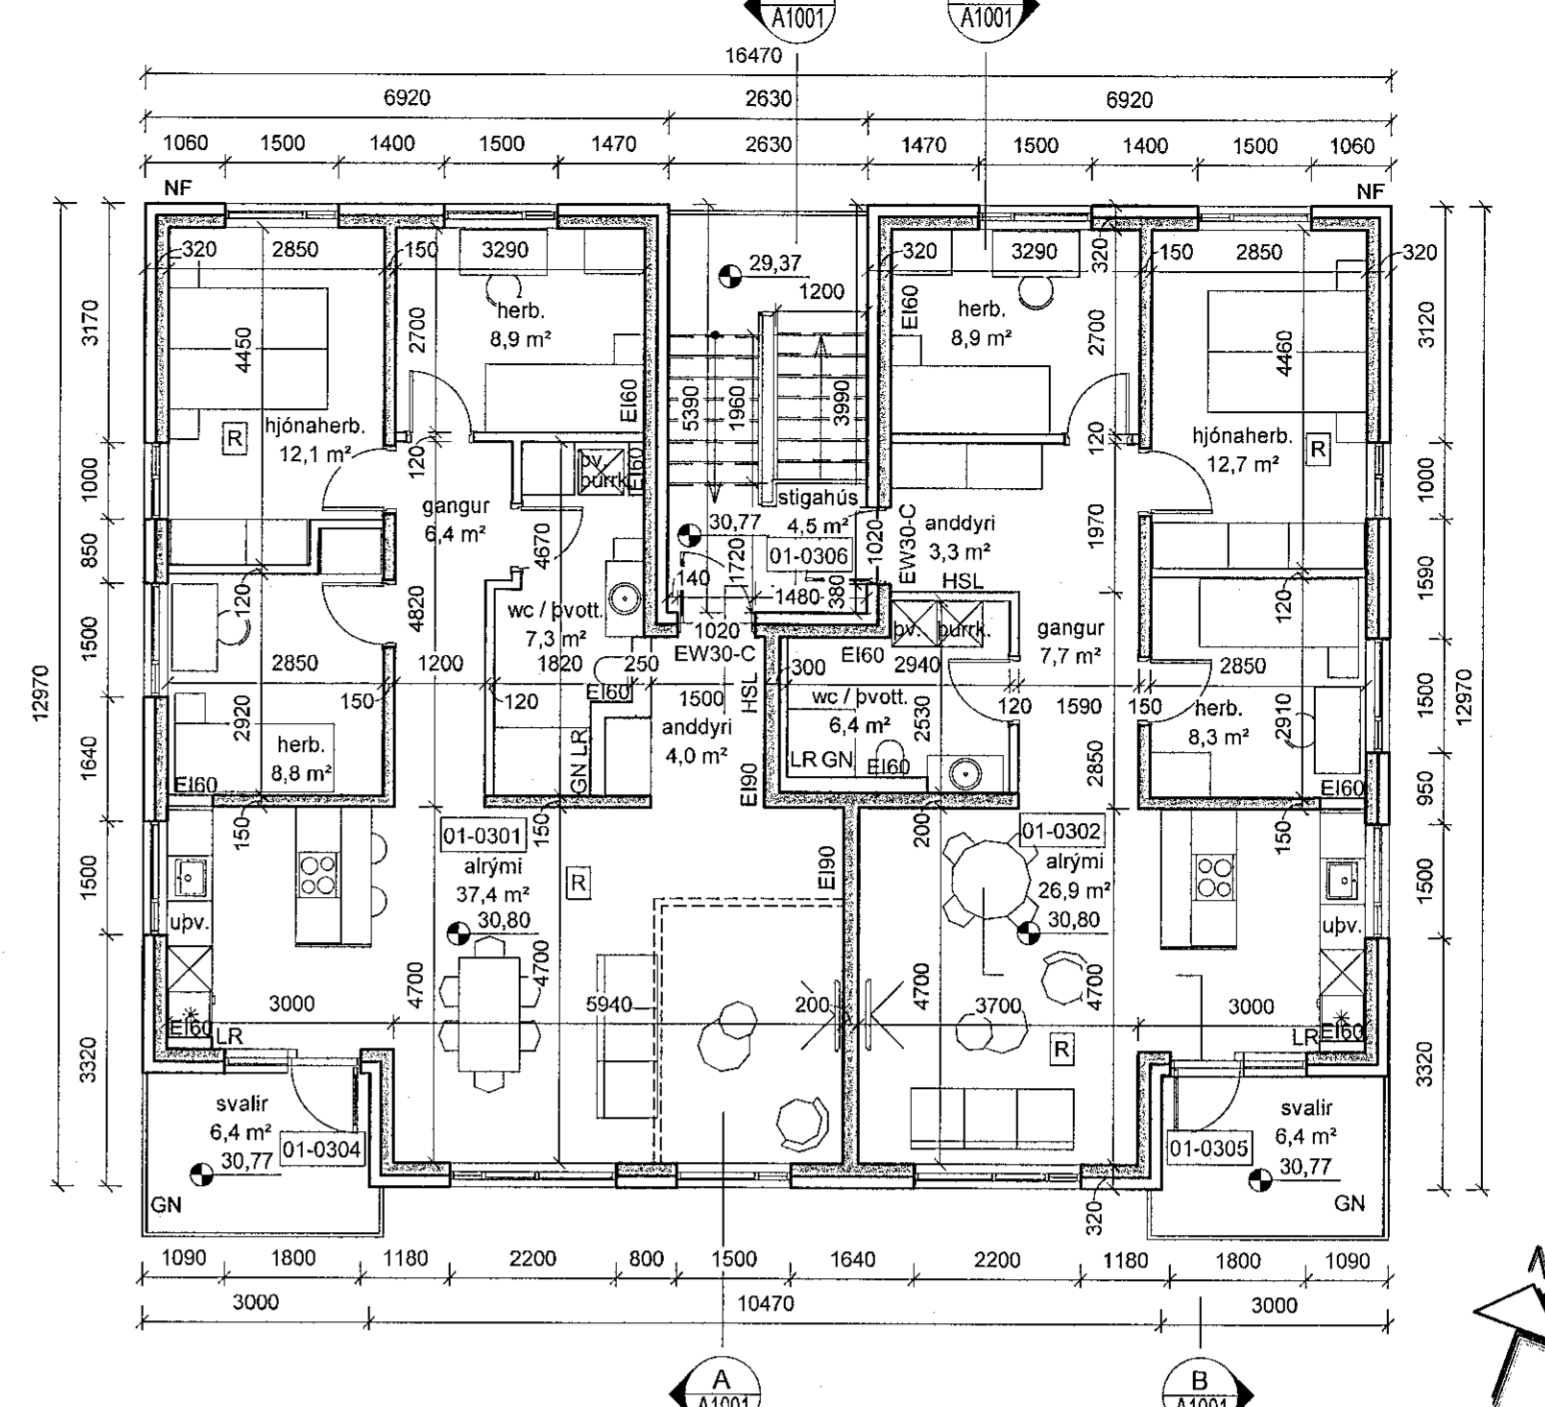 A1001
A1001
16470
6920
2630
6920
1060
1500
1400
1500
1470
2630
1470
1500
1400
1500
1060
NF
NF
320
2850
150
3290
29,37
1200
320
3290
320
150
2850
320
EI60
herb.
8,9 m²
herb.
8,9 m²
3170
4450
2700
2700
4460
3120
5390
1960
3990
EI60
R
hjónaherb.
12,1 m²
hjónaherb.
12,7 m²
R
120
120
þv.
þurrk.
EI60
1000
1000
gangur
6,4 m²
stigahús
4,5 m²
30,77
01-0306
1020
EW30-C
anddyri
3,3 m²
HSL
1970
4670
1720
850
1590
140
1480
380
120
4820
wc / þvott.
7,3 m²
1020
EW30-C
þv.
þurrk.
EI60
gangur
7,7 m²
120
1500
2850
1200
1820
250
300
2940
2850
150
120
EI60
1500
HSL
wc / þvott.
6,4 m²
2530
120
1590
150
herb.
8,3 m²
2910
1500
12970
12970
2920
herb.
8,8 m²
anddyri
4,0 m²
LR GN
EI60
GN LR
EI90
2850
1640
950
EI60
EI60
150
150
200
150
01-0301
alrými
37,4 m²
30,80
R
EI90
01-0302
alrými
26,9 m²
30,80
1500
1500
uþv.
uþv.
3000
4700
4700
5940
200
4700
3700
4700
3000
EI60
LR
R
LR
EI60
3320
3320
svalir
6,4 m²
30,77
01-0304
GN
svalir
6,4 m²
30,77
01-0305
GN
320
1090
1800
1180
2200
800
1500
1640
2200
1180
1800
1090
3000
10470
3000
A
A1001
B
A1001